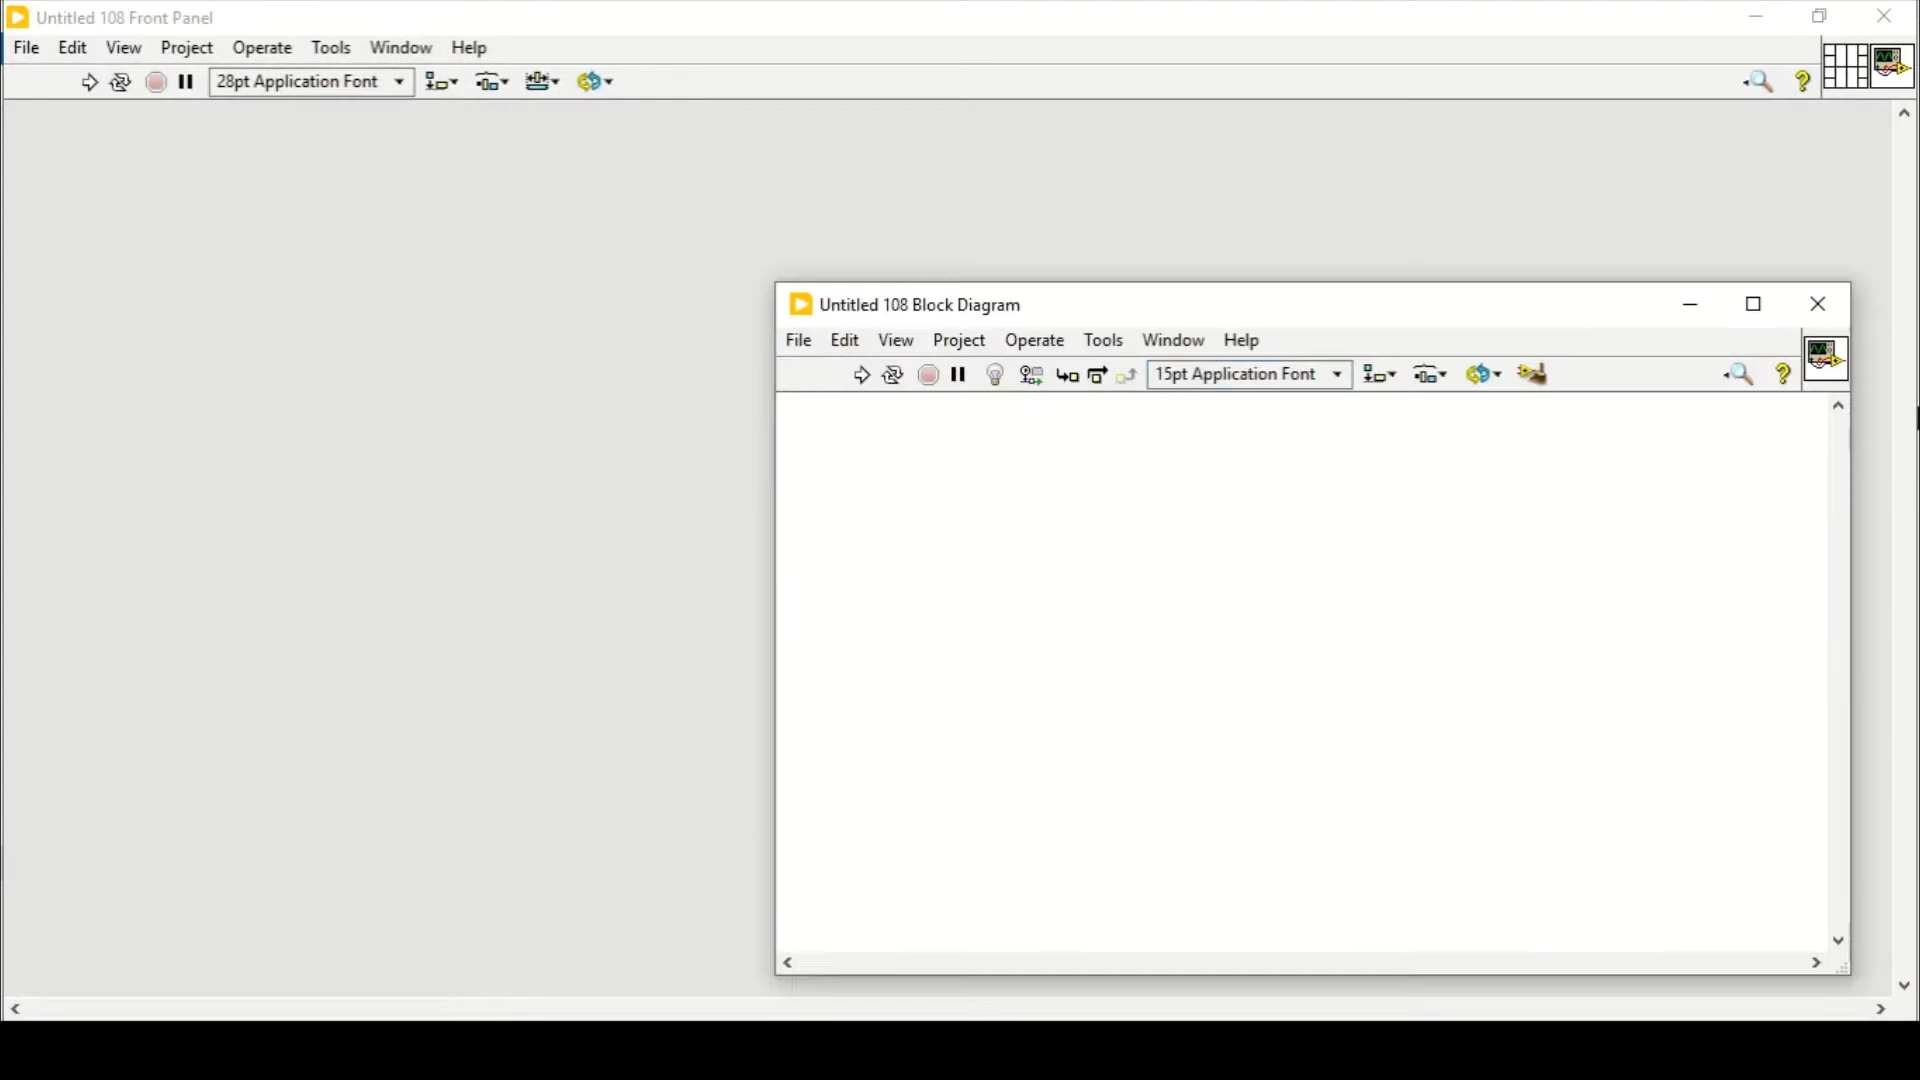 Untitled 108 Front Panel
File Edit View Project Operate Tools Window Help
28pt Application Font
Untitled 108 Block Diagram
File Edit View Project Operate Tools Window Help
15pt Application Font